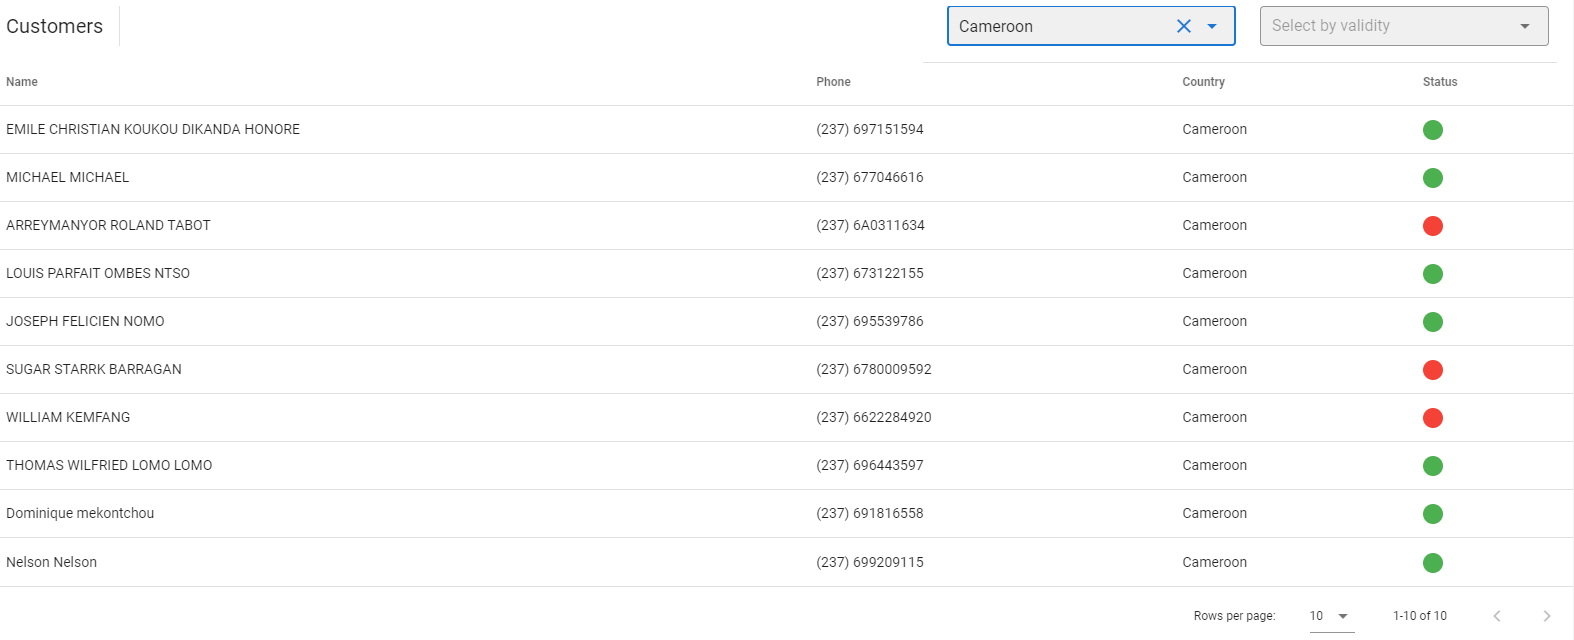 Customers Cameroon Select by validity
Name Phone Country Status
EMILE CHRISTIAN KOUKOU DIKANDA HONORE (237) 697151594 Cameroon
MICHAEL MICHAEL (237) 677046616 Cameroon
ARREYMANYOR ROLAND TABOT (237) 6A0311634 Cameroon
LOUIS PARFAIT OMBES NTSO (237) 673122155 Cameroon
JOSEPH FELICIEN NOMO (237) 695539786 Cameroon
SUGAR STARRK BARRAGAN (237) 6780009592 Cameroon
WILLIAM KEMFANG (237) 6622284920 Cameroon
THOMAS WILFRIED LOMO LOMO (237) 696443597 Cameroon
Dominique mekontchou (237) 691816558 Cameroon
Nelson Nelson (237) 699209115 Cameroon
Rows per page: 10 1-10 of 10